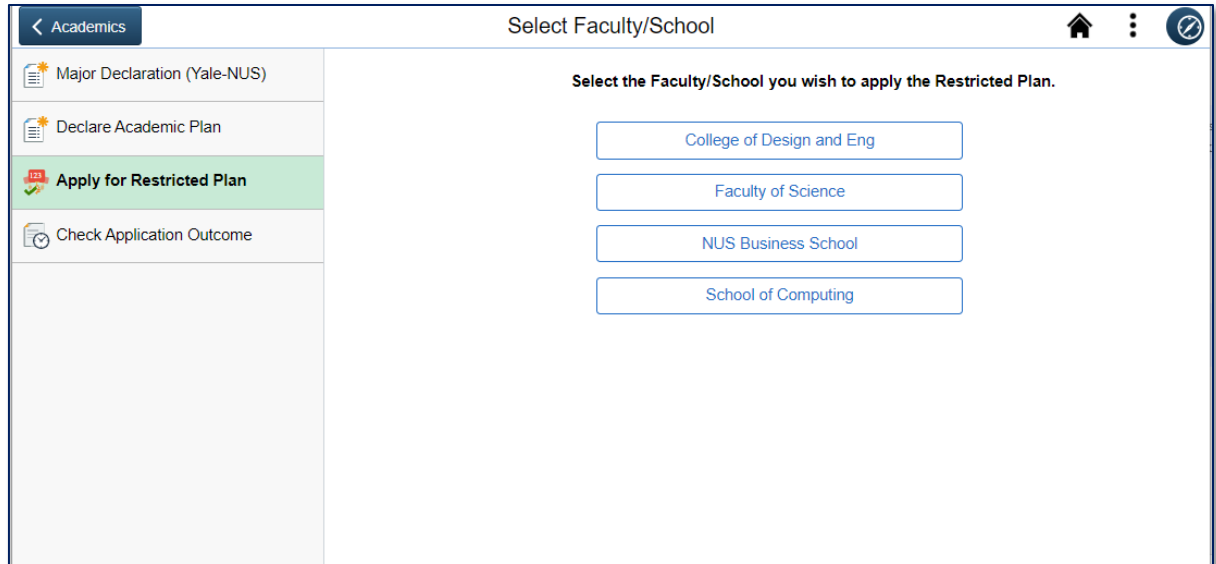 Academics
Select Faculty/School
Major Declaration (Yale-NUS)
Declare Academic Plan
123
Apply for Restricted Plan
Check Application Outcome
Select the Faculty/School you wish to apply the Restricted Plan.
College of Design and Eng
Faculty of Science
NUS Business School
School of Computing